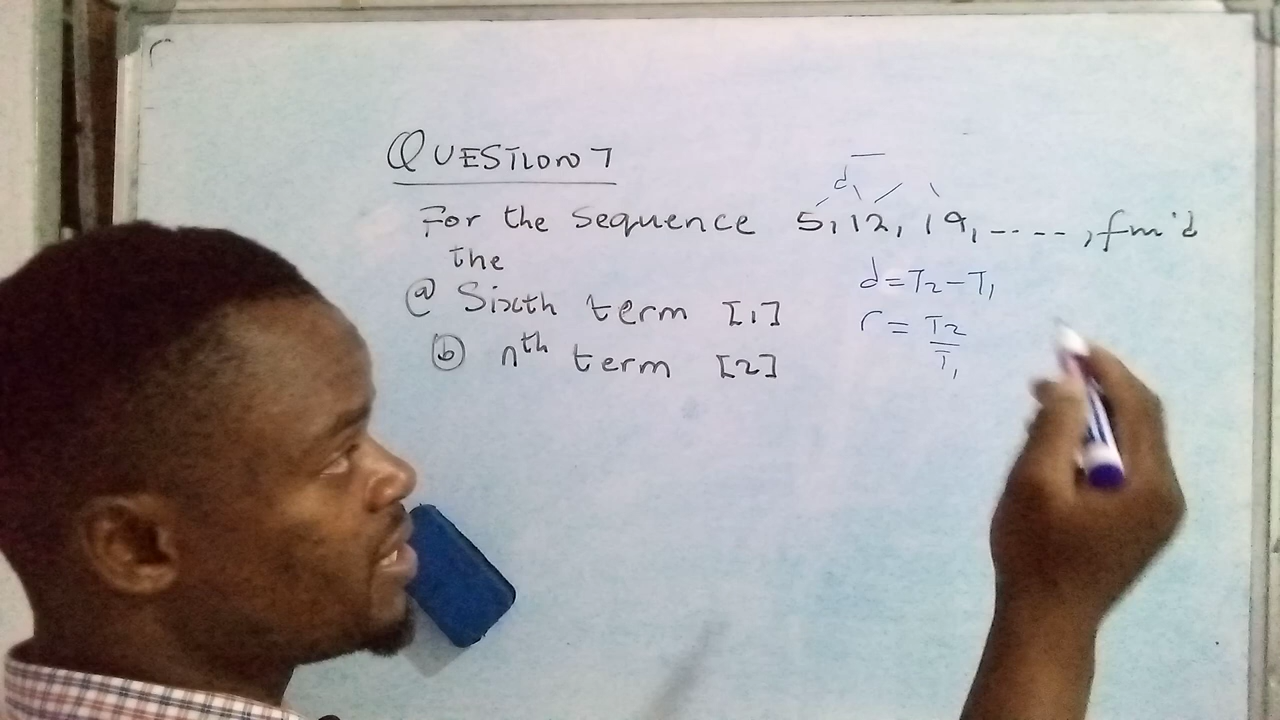 QUESTION 7
d
For the sequence 5, 12, 19, ----, find
the
d = T2 - T1
(a) Sixth term [1]
r = T2/T1
(b) nth term [2]